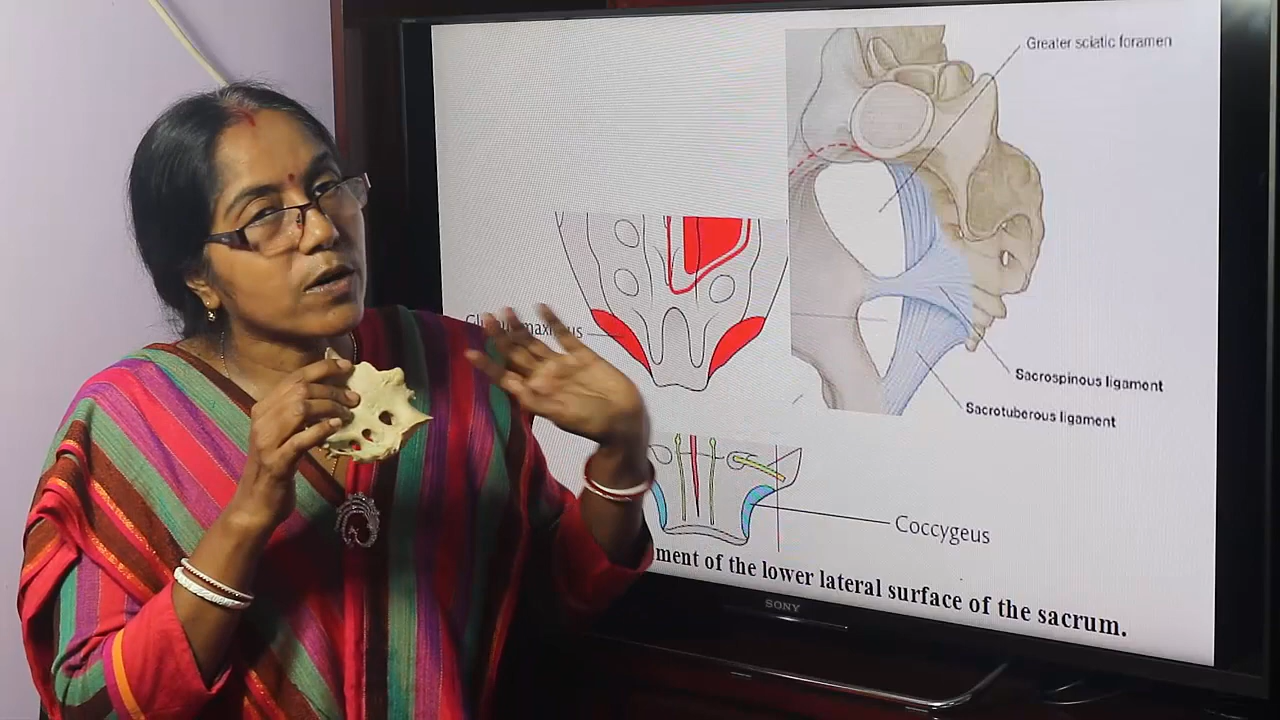 Greater sciatic foramen
Sacrospinous ligament
Sacrotuberous ligament
Coccygeus
ment of the lower lateral surface of the sacrum.
SONY